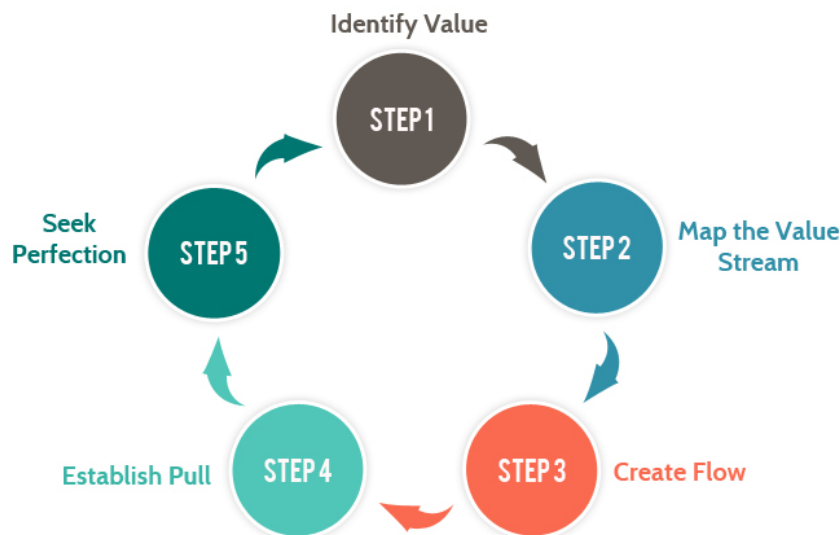 Identify Value
STEP 1
STEP 2
Map the Value
Stream
STEP 3
Create Flow
STEP 4
Establish Pull
STEP 5
Seek
Perfection